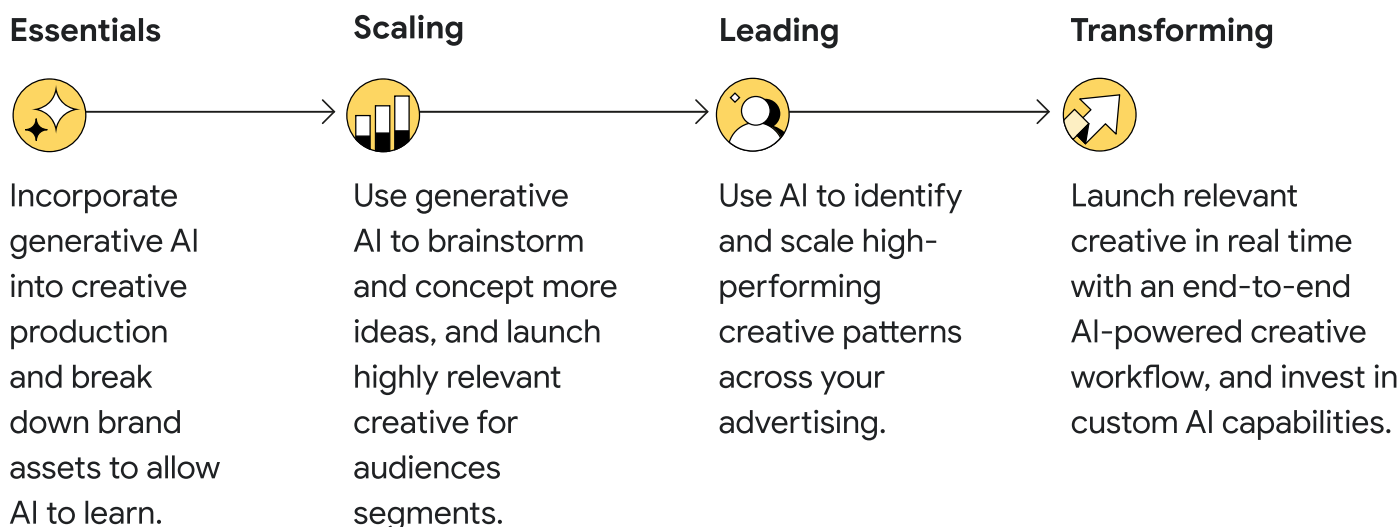 Essentials
Incorporate
generative AI
into creative
production
and break
down brand
assets to allow
AI to learn.
Scaling
Use generative
AI to brainstorm
and concept more
ideas, and launch
highly relevant
creative for
audiences
segments.
Leading
Use AI to identify
and scale high-
performing
creative patterns
across your
advertising.
Transforming
Launch relevant
creative in real time
with an end-to-end
AI-powered creative
workflow, and invest in
custom AI capabilities.